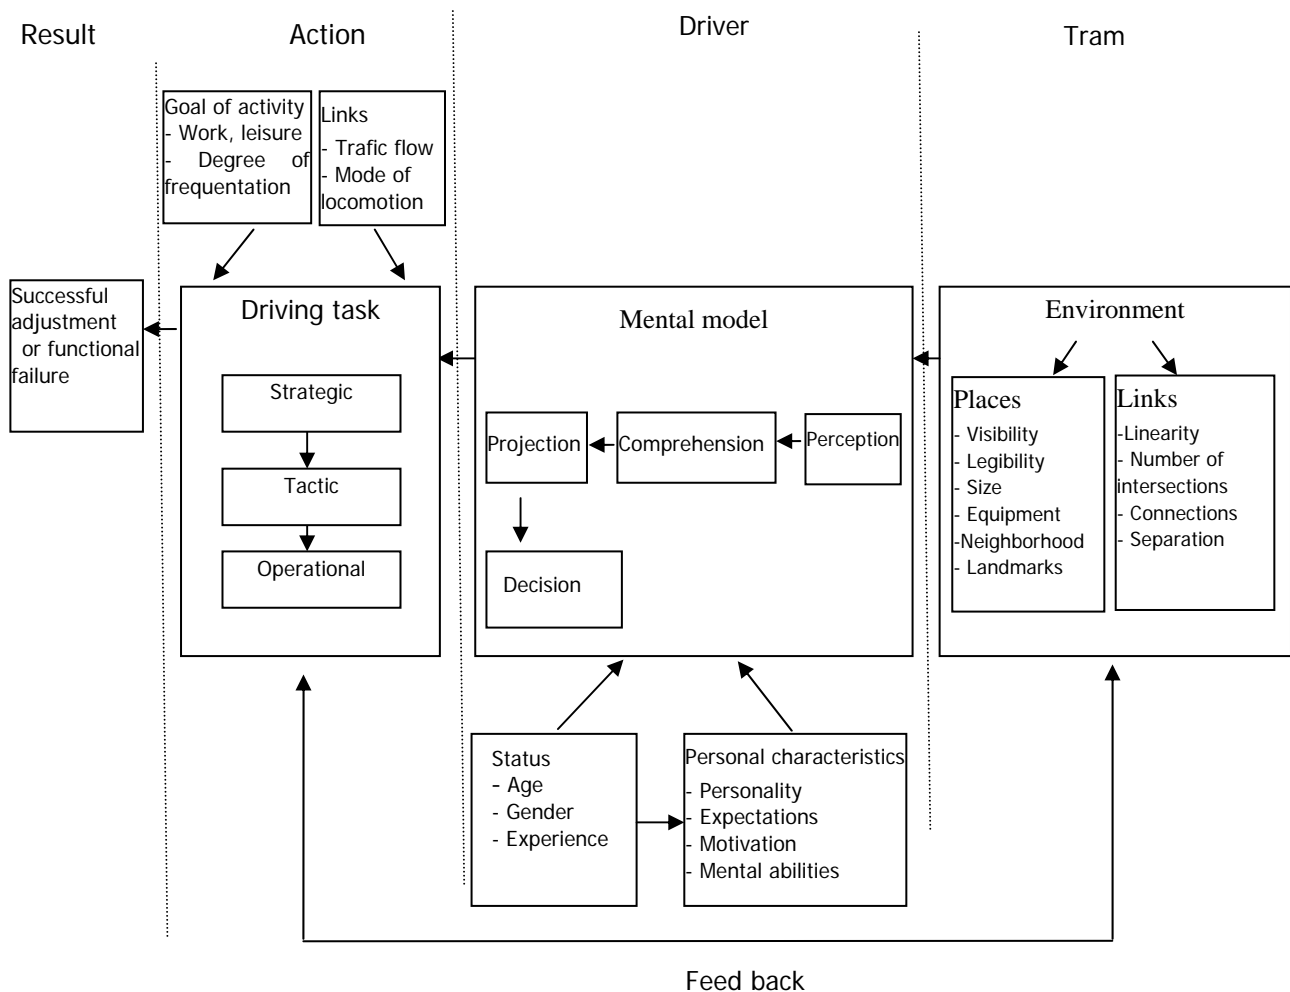 Result
Action
Driver
Tram
Goal of activity
- Work, leisure
- Degree of
frequentation
Links
- Trafic flow
- Mode of
locomotion
Successful
adjustment
or functional
failure
Driving task
Strategic
Tactic
Operational
Mental model
Projection
Comprehension
Perception
Decision
Environment
Places
- Visibility
- Legibility
- Size
- Equipment
-Neighborhood
- Landmarks
Links
-Linearity
- Number of
intersections
- Connections
- Separation
Status
- Age
- Gender
- Experience
Personal characteristics
- Personality
- Expectations
- Motivation
- Mental abilities
Feed back